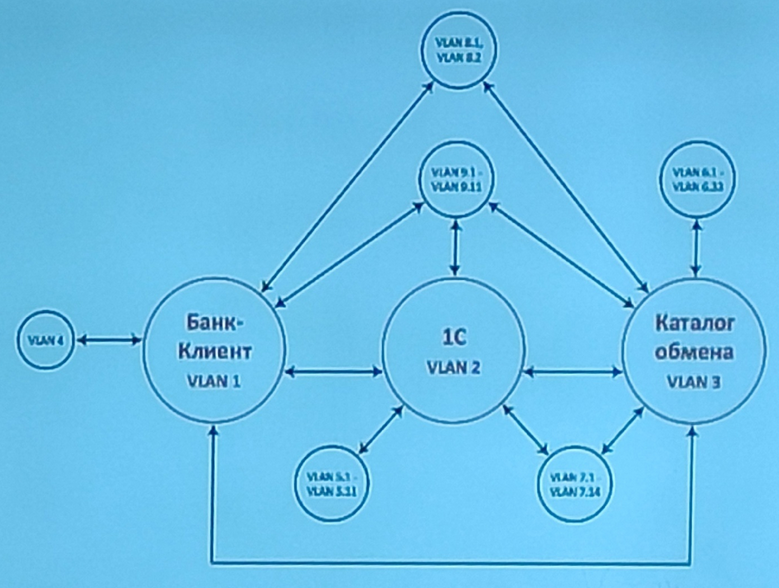 VLAN 8.1,
VLAN 8.2
VLAN 9.1 -
VLAN 9.11
VLAN 6.1 -
VLAN 6.33
Банк-
Клиент
VLAN 1
1С
VLAN 2
Каталог
обмена
VLAN 3
VLAN 4
VLAN 5.1 -
VLAN 5.11
VLAN 7.1 -
VLAN 7.14